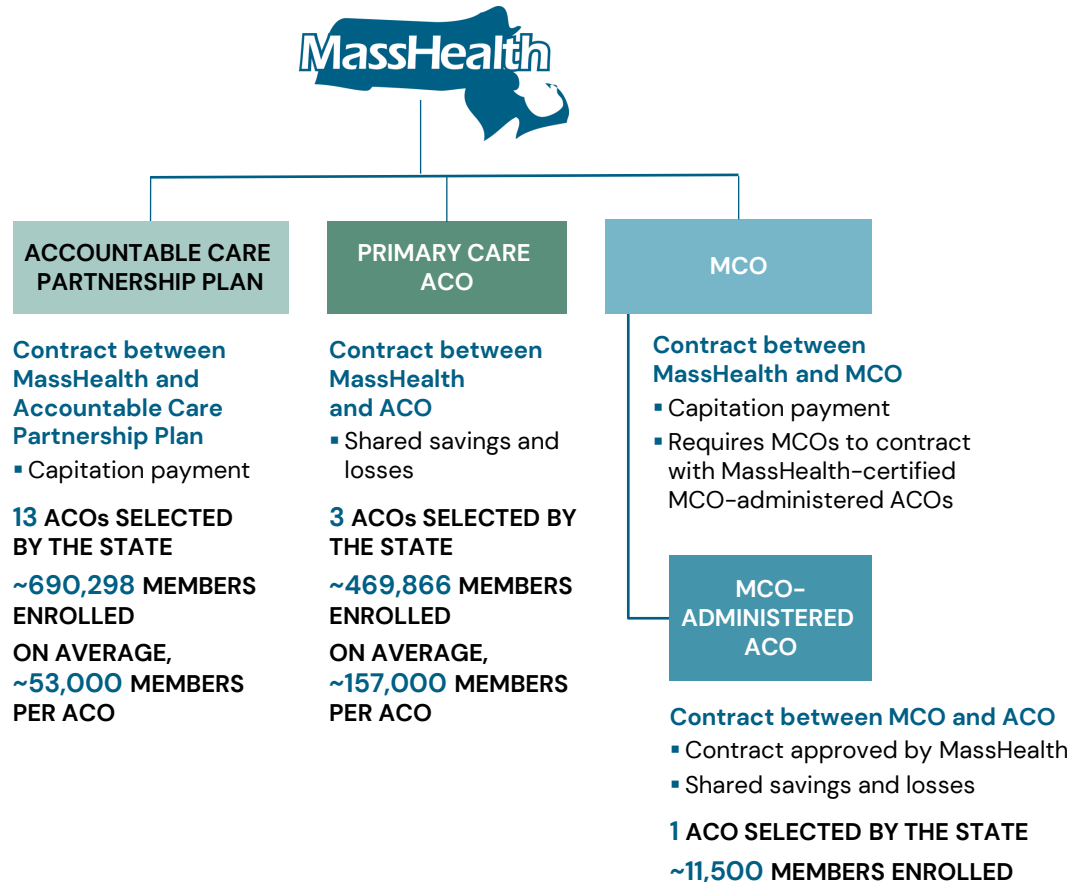 MassHealth
ACCOUNTABLE CARE
PARTNERSHIP PLAN
Contract between
MassHealth and
Accountable Care
Partnership Plan
▪ Capitation payment
13 ACOs SELECTED
BY THE STATE
~690,298 MEMBERS
ENROLLED
ON AVERAGE,
~53,000 MEMBERS
PER ACO
PRIMARY CARE
ACO
Contract between
MassHealth
and ACO
▪ Shared savings and
losses
3 ACOs SELECTED BY
THE STATE
~469,866 MEMBERS
ENROLLED
ON AVERAGE,
~157,000 MEMBERS
PER ACO
MCO
Contract between
MassHealth and MCO
▪ Capitation payment
▪ Requires MCOs to contract
with MassHealth-certified
MCO-administered ACOs
MCO-
ADMINISTERED
ACO
Contract between MCO and ACO
▪ Contract approved by MassHealth
▪ Shared savings and losses
1 ACO SELECTED BY THE STATE
~11,500 MEMBERS ENROLLED